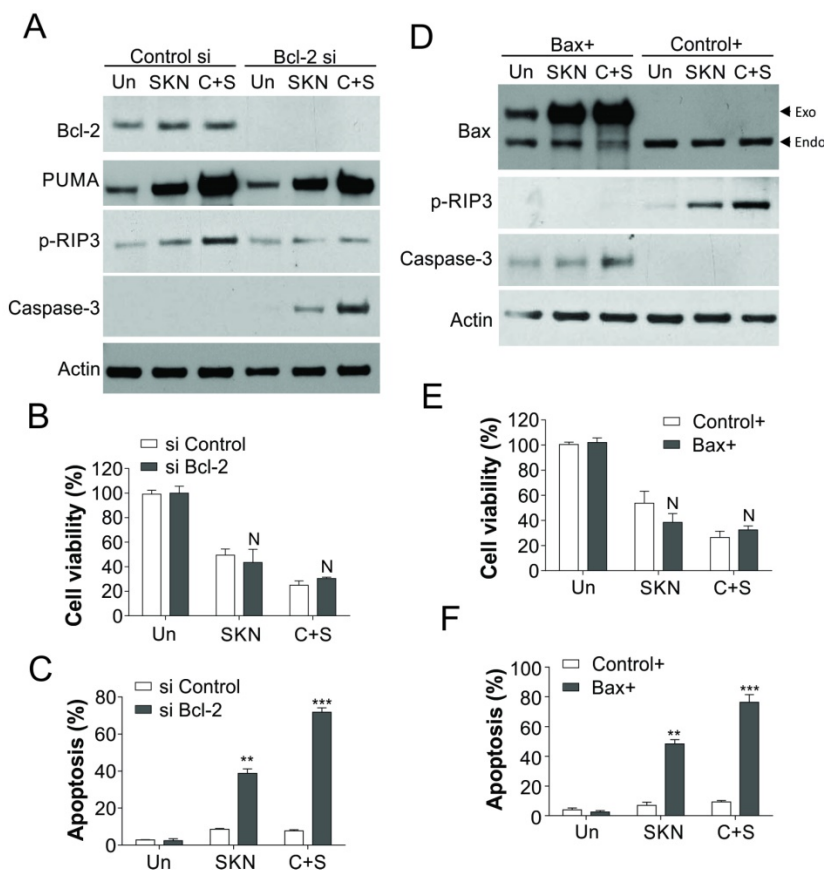 A
Control si Bcl-2 si
Un SKN C+S Un SKN C+S
Bcl-2
PUMA
p-RIP3
Caspase-3
Actin
B
si Control
si Bcl-2
Cell viability (%)
120
100
80
60
40
20
0
N
N
Un SKN C+S
C
si Control
si Bcl-2
Apoptosis (%)
80
60
40
20
0
**
***
Un SKN C+S
D
Bax+ Control+
Un SKN C+S Un SKN C+S
Bax
Exo
Endo
p-RIP3
Caspase-3
Actin
E
Control+
Bax+
Cell viability (%)
120
100
80
60
40
20
0
N
N
Un SKN C+S
F
Control+
Bax+
Apoptosis (%)
100
80
60
40
20
0
**
***
Un SKN C+S